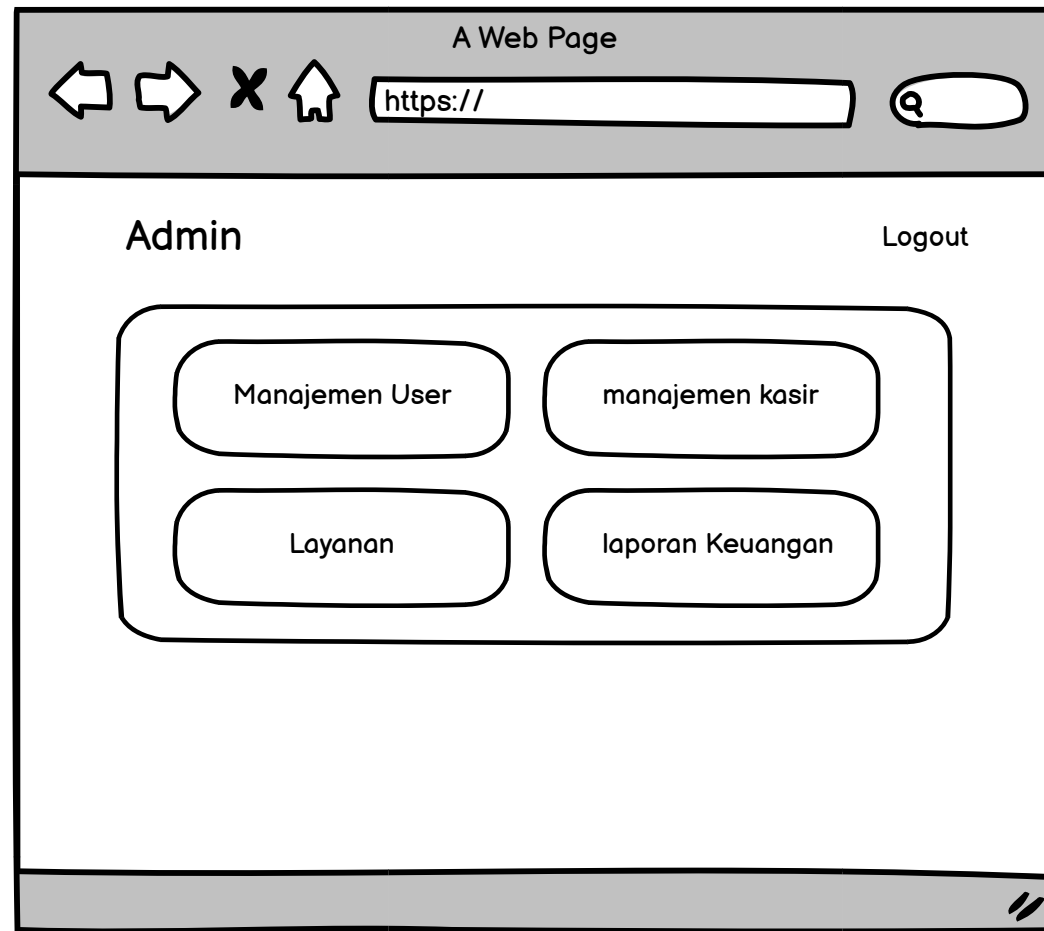 A Web Page
https://
Admin
Logout
Manajemen User
manajemen kasir
Layanan
laporan Keuangan